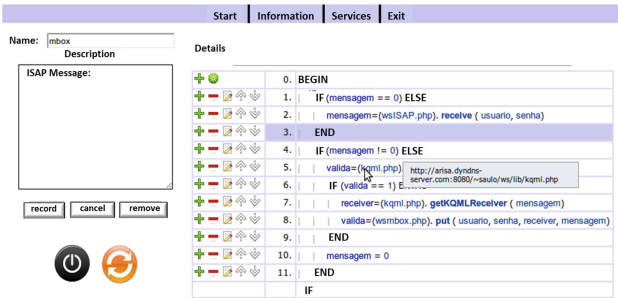 Start Information Services Exit
Name: mbox
Description
ISAP Message:
record cancel remove
Details
0. BEGIN
1. IF (mensagem == 0) ELSE
2. mensagem=(wsISAP.php). receive ( usuario, senha)
3. END
4. IF (mensagem != 0) ELSE
5. valida=(kqml.php).
http://arisa.dyndns-
server.com:8080/~saulo/ws/lib/kqml.php
6. IF (valida == 1)
7. receiver=(kqml.php). getKQMLReceiver ( mensagem)
8. valida=(wsmbox.php). put ( usuario, senha, receiver, mensagem)
9. END
10. mensagem = 0
11. END
IF